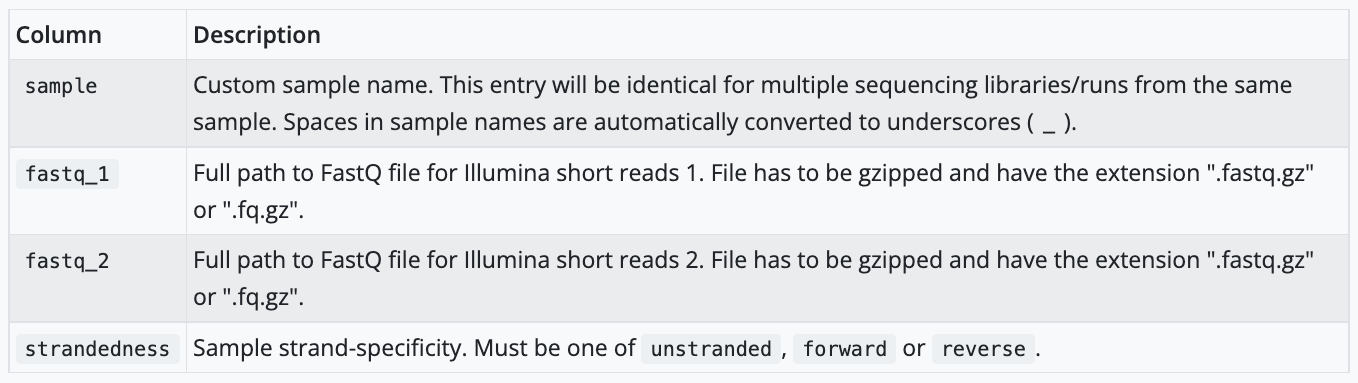 Column Description
sample Custom sample name. This entry will be identical for multiple sequencing libraries/runs from the same
sample. Spaces in sample names are automatically converted to underscores ( _ ).
fastq_1 Full path to FastQ file for Illumina short reads 1. File has to be gzipped and have the extension ".fastq.gz"
or ".fq.gz".
fastq_2 Full path to FastQ file for Illumina short reads 2. File has to be gzipped and have the extension ".fastq.gz"
or ".fq.gz".
strandedness Sample strand-specificity. Must be one of unstranded , forward or reverse .